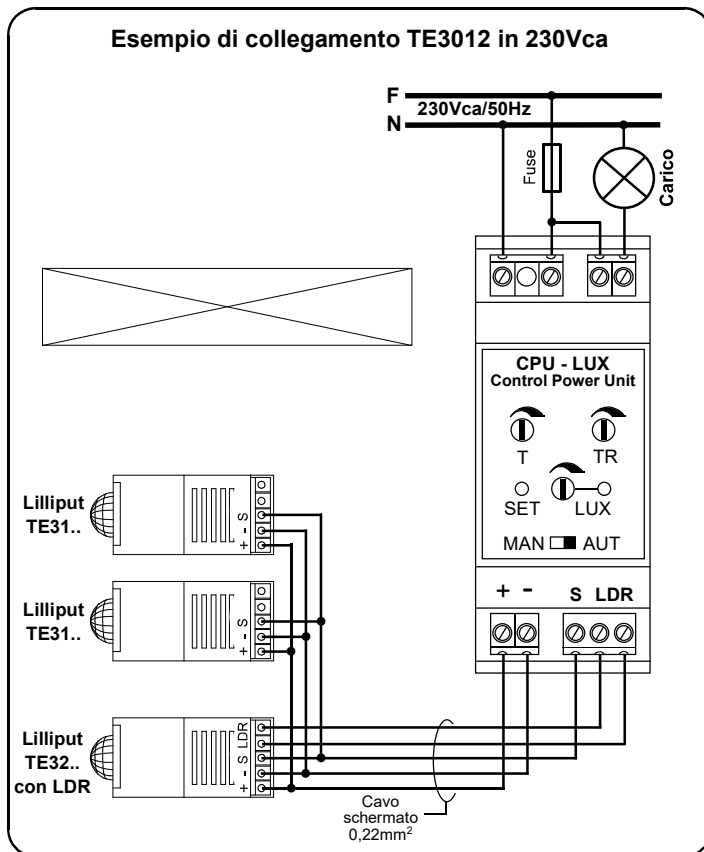 Esempio di collegamento TE3012 in 230Vca
F
230Vca/50Hz
N
Fuse
Carico
CPU - LUX
Control Power Unit
T
TR
SET
LUX
MAN
AUT
+ -
S LDR
Lilliput
TE31..
S
-
+
Lilliput
TE31..
S
-
+
Lilliput
TE32..
con LDR
LDR
S
-
+
Cavo
schermato
0,22mm²